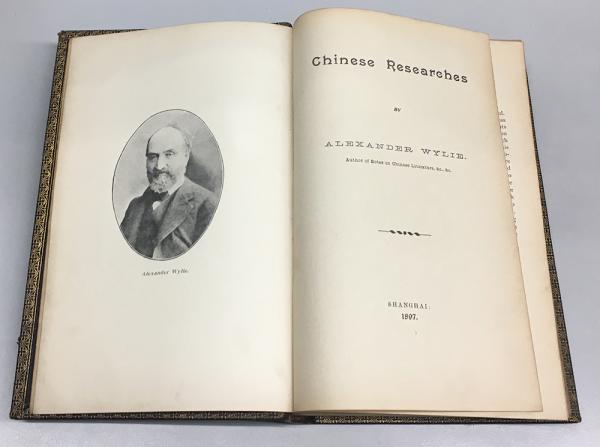 Alexander Wylie.
Chinese Researches
BY
ALEXANDER WYLIE.
Author of Notes on Chinese Literature, &c., &c.
SHANGHAI:
1897.